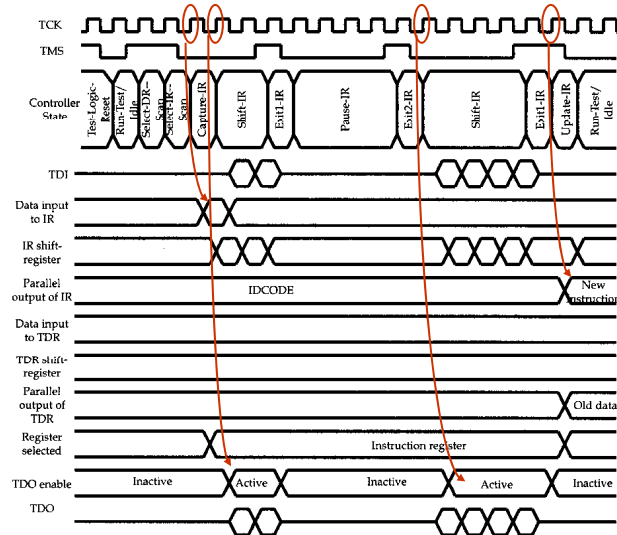 TCK
TMS
Controller
State
Test-Logic-
Reset
Run-Test/
Idle
Select-DR--
Scan
Select-IR--
Scan
Capture-IR
Shift-IR
Exit1-IR
Pause-IR
Exit2-IR
Shift-IR
Exit1-IR
Update-IR
Run-Test/
Idle
TDI
Data input
to IR
IR shift-
register
Parallel
output of IR
IDCODE
New
instruction
Data input
to TDR
TDR shift-
register
Parallel
output of
TDR
Old data
Register
selected
Instruction register
TDO enable
Inactive
Active
Inactive
Active
Inactive
TDO